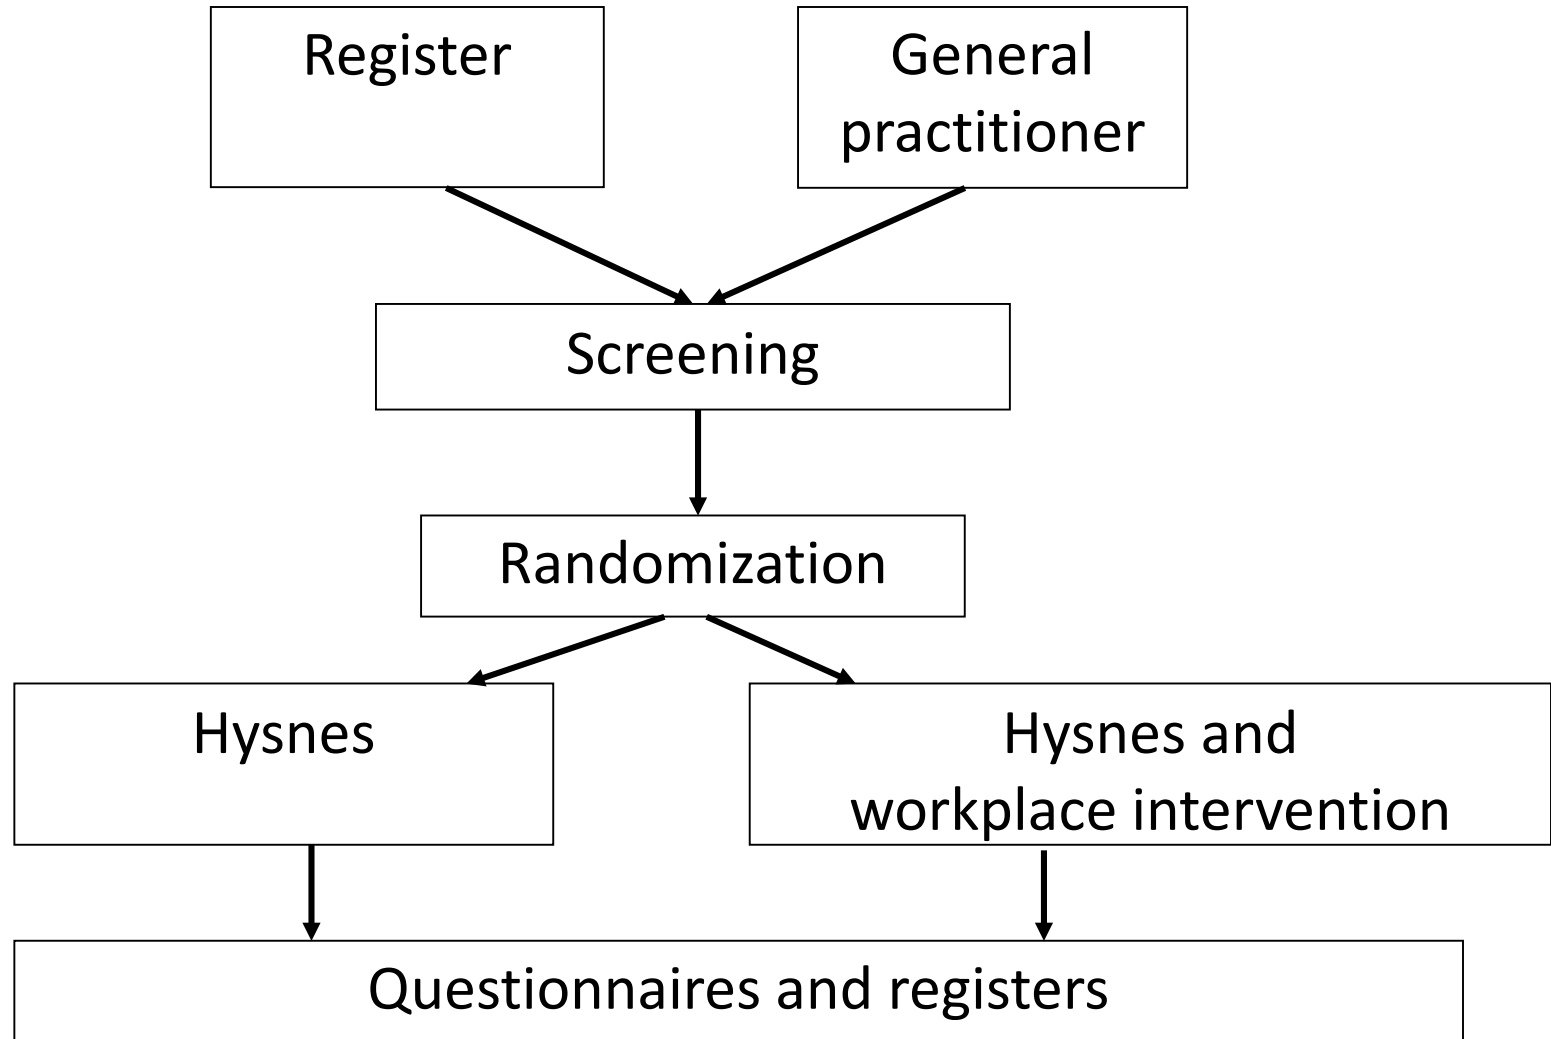 Register
General
practitioner
Screening
Randomization
Hysnes
Hysnes and
workplace intervention
Questionnaires and registers